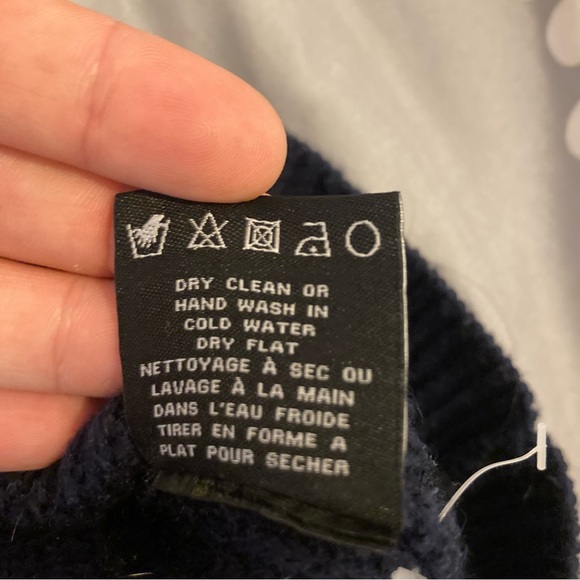 DRY CLEAN OR
HAND WASH IN
COLD WATER
DRY FLAT
NETTOYAGE À SEC OU
LAVAGE À LA MAIN
DANS L'EAU FROIDE
TIRER EN FORME A
PLAT POUR SECHER